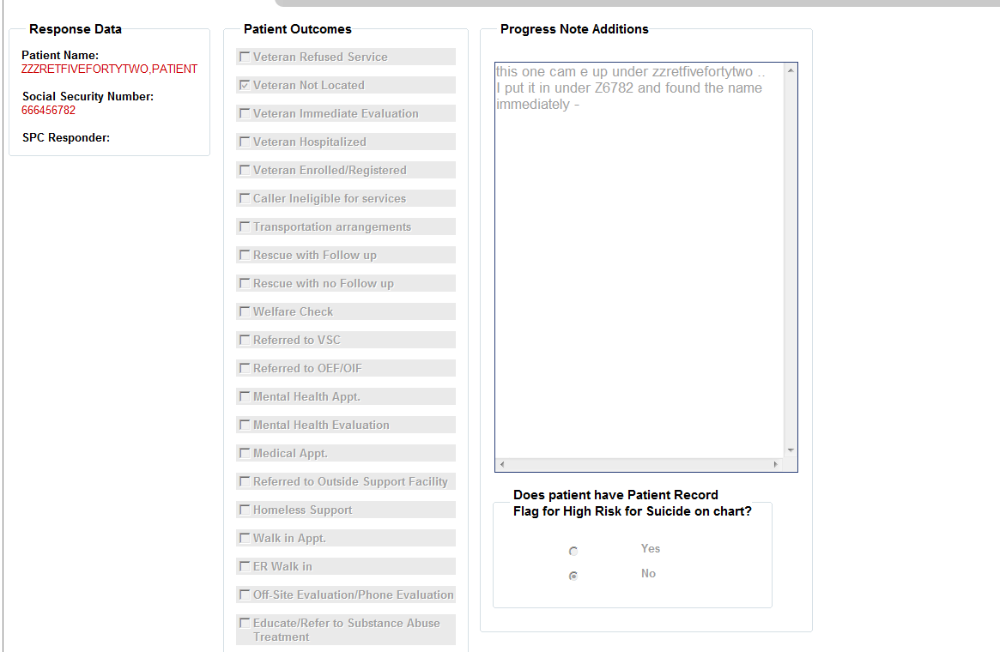 Response Data
Patient Name:
ZZZRETFIVEFORTYTWO,PATIENT
Social Security Number:
666456782
SPC Responder:
Patient Outcomes
Veteran Refused Service
Veteran Not Located
Veteran Immediate Evaluation
Veteran Hospitalized
Veteran Enrolled/Registered
Caller Ineligible for services
Transportation arrangements
Rescue with Follow up
Rescue with no Follow up
Welfare Check
Referred to VSC
Referred to OEF/OIF
Mental Health Appt.
Mental Health Evaluation
Medical Appt.
Referred to Outside Support Facility
Homeless Support
Walk in Appt.
ER Walk in
Off-Site Evaluation/Phone Evaluation
Educate/Refer to Substance Abuse
Treatment
Progress Note Additions
this one cam e up under zzretfivefortytwo ..
I put it in under Z6782 and found the name
immediately -
Does patient have Patient Record
Flag for High Risk for Suicide on chart?
Yes
No